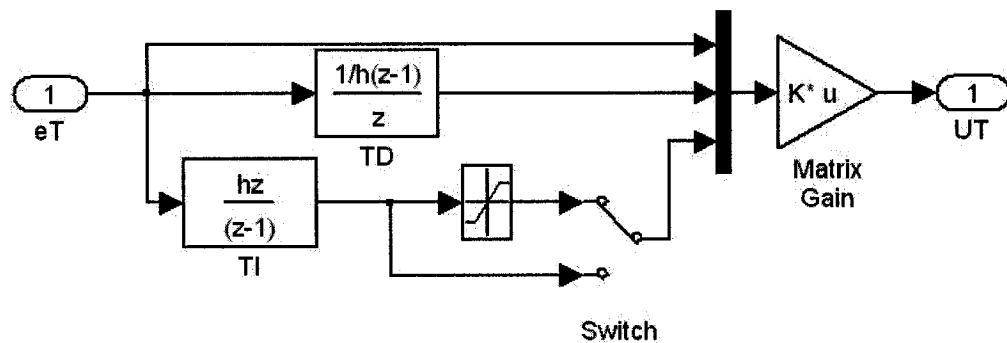 1
eT
1/h(z-1)
z
TD
hz
(z-1)
TI
Switch
K* u
Matrix
Gain
1
UT